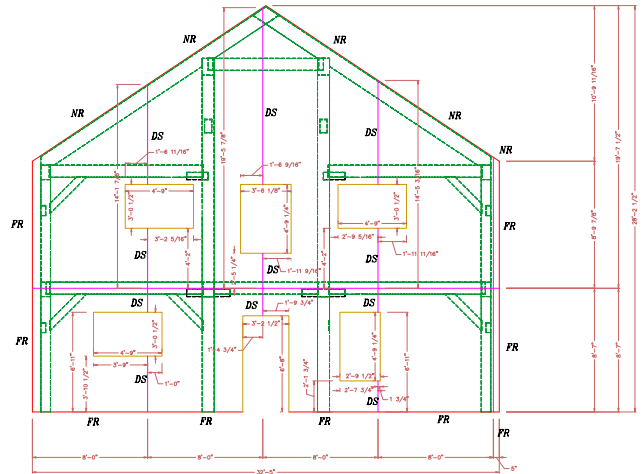 NR
NR
NR
NR
NR
DS
DS
DS
1'-6 11/16"
1'-6 9/16"
19'-5 7/8"
14'-1 7/8"
14'-5 3/16"
10'-9 11/16"
19'-7 1/2"
28'-2 1/2"
8'-9 7/8"
4'-9"
3'-0 1/2"
3'-6 1/8"
4'-9 1/4"
4'-9"
3'-0 1/2"
FR
FR
3'-2 5/16"
2'-9 5/16"
1'-11 11/16"
4'-2"
4'-2"
DS
DS
DS
1'-11 9/16"
2'-5 1/4"
DS
DS
DS
1'-9 3/4"
3'-2 1/2"
1'-4 3/4"
6'-8"
FR
FR
6'-11"
3'-10 1/2"
3'-0 1/2"
4'-9"
3'-9"
1'-0"
DS
4'-9 1/4"
6'-11"
2'-9 1/2"
2'-7 3/4"
2'-1 3/4"
1 3/4"
DS
8'-7"
8'-7"
FR
FR
FR
8'-0"
8'-0"
8'-0"
8'-0"
5"
32'-5"